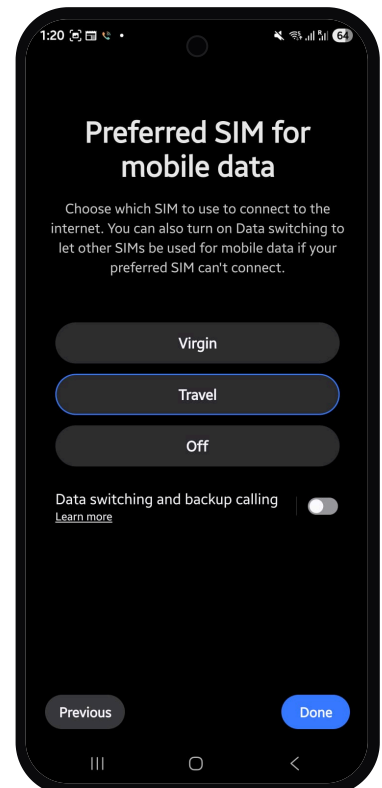 1:20
64
Preferred SIM for
mobile data
Choose which SIM to use to connect to the
internet. You can also turn on Data switching to
let other SIMs be used for mobile data if your
preferred SIM can't connect.
Virgin
Travel
Off
Data switching and backup calling
Learn more
Previous
Done